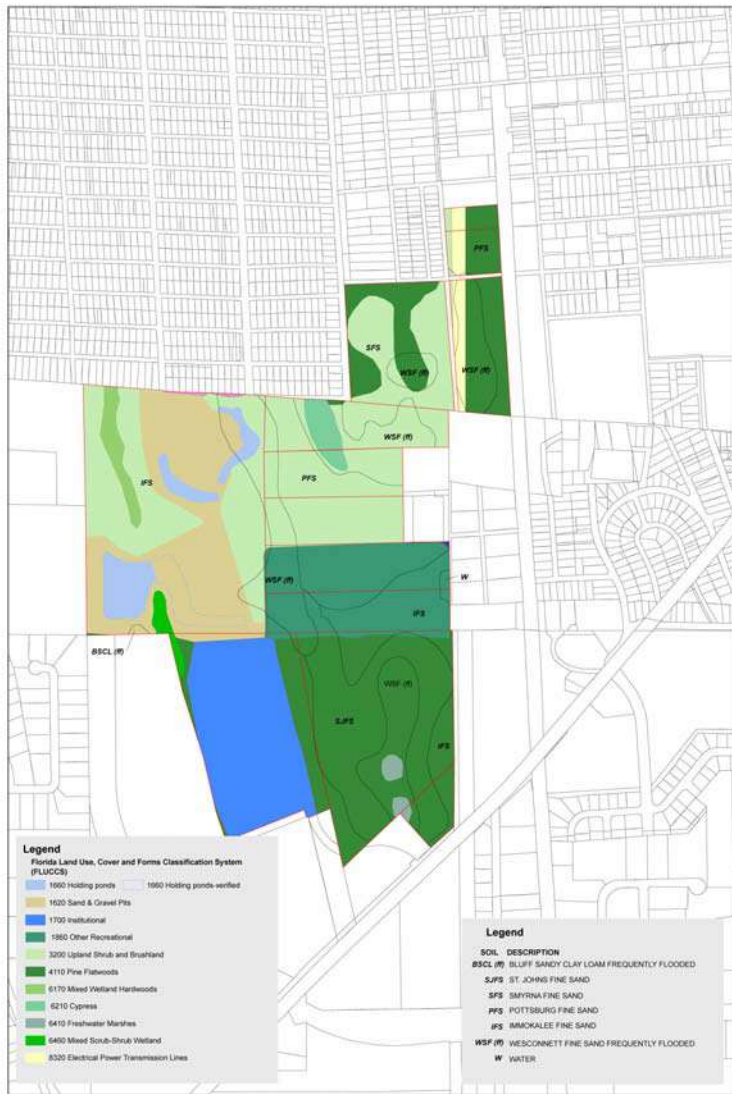 PFS
SFS
WSF (ff)
WSF (ff)
WSF (ff)
IFS
PFS
WSF (ff)
W
IFS
BSCL (ff)
WSF (ff)
SJFS
IFS
Legend
Florida Land Use, Cover and Forms Classification System
(FLUCCS)
1660 Holding ponds 1660 Holding ponds-verified
1620 Sand & Gravel Pits
1700 Institutional
1860 Other Recreational
3200 Upland Shrub and Brushland
4110 Pine Flatwoods
6170 Mixed Wetland Hardwoods
6210 Cypress
6410 Freshwater Marshes
6460 Mixed Scrub-Shrub Wetland
8320 Electrical Power Transmission Lines
Legend
SOIL DESCRIPTION
BSCL (ff) BLUFF SANDY CLAY LOAM FREQUENTLY FLOODED
SJFS ST. JOHNS FINE SAND
SFS SMYRNA FINE SAND
PFS POTTSBURG FINE SAND
IFS IMMOKALEE FINE SAND
WSF (ff) WESCONNETT FINE SAND FREQUENTLY FLOODED
W WATER